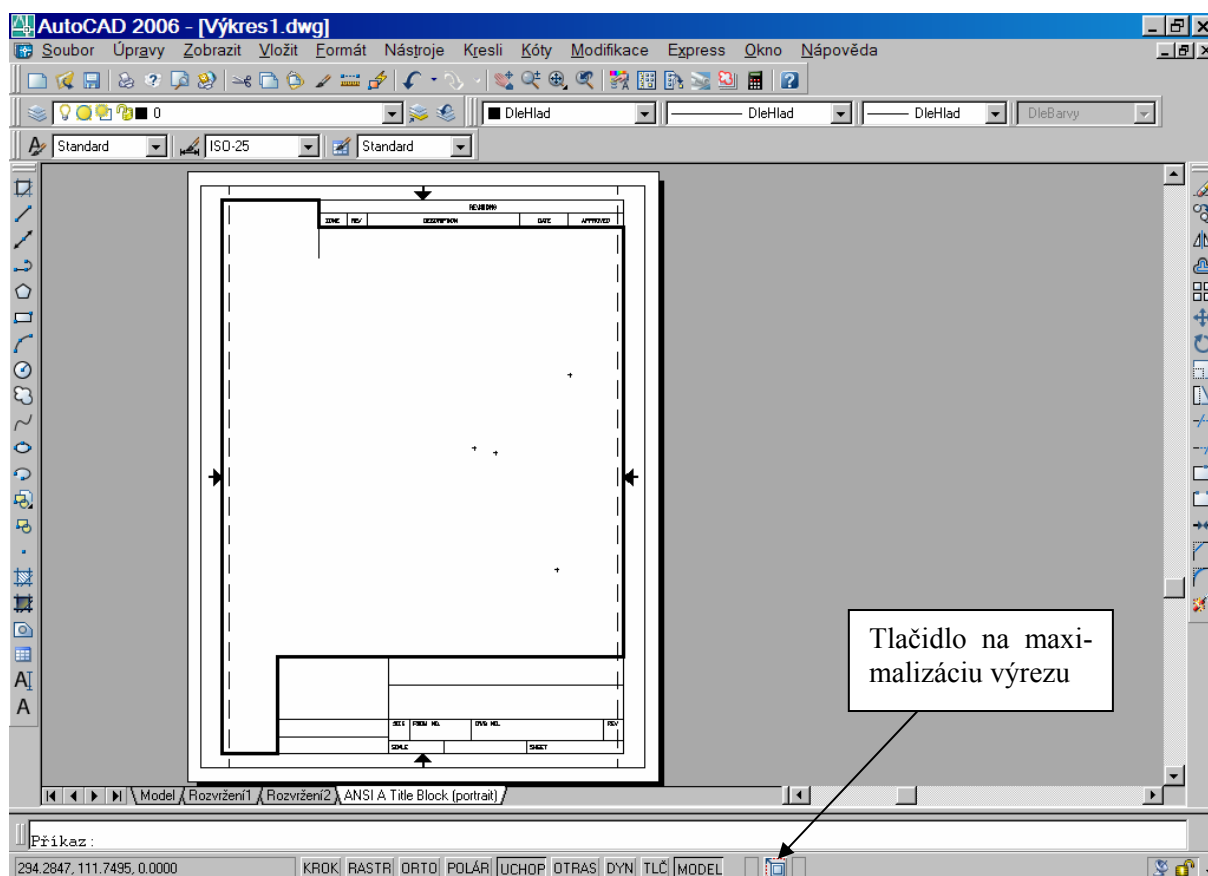 AutoCAD 2006 - [Výkres1.dwg]
Soubor Úpravy Zobrazit Vložit Eormát Nástroje Kresli Kóty Modifikace Express Okno Nápověda
0 DleHlad DleHlad DleHlad DleBarvy
Standard ISO-25 Standard
REVISIONS
ZONE REV DESCRIPTION DATE APPROVED
Tlačidlo na maxi-
malizáciu výrezu
SIZE FSCM NO. DWG NO. REV
SCALE SHEET
Model Rozvržení1 Rozvržení2 ANSI A Title Block (portrait)
Příkaz:
294.2847, 111.7495, 0.0000 KROK RASTR ORTO POLÁR UCHOP OTRAS DYN TLČ MODEL